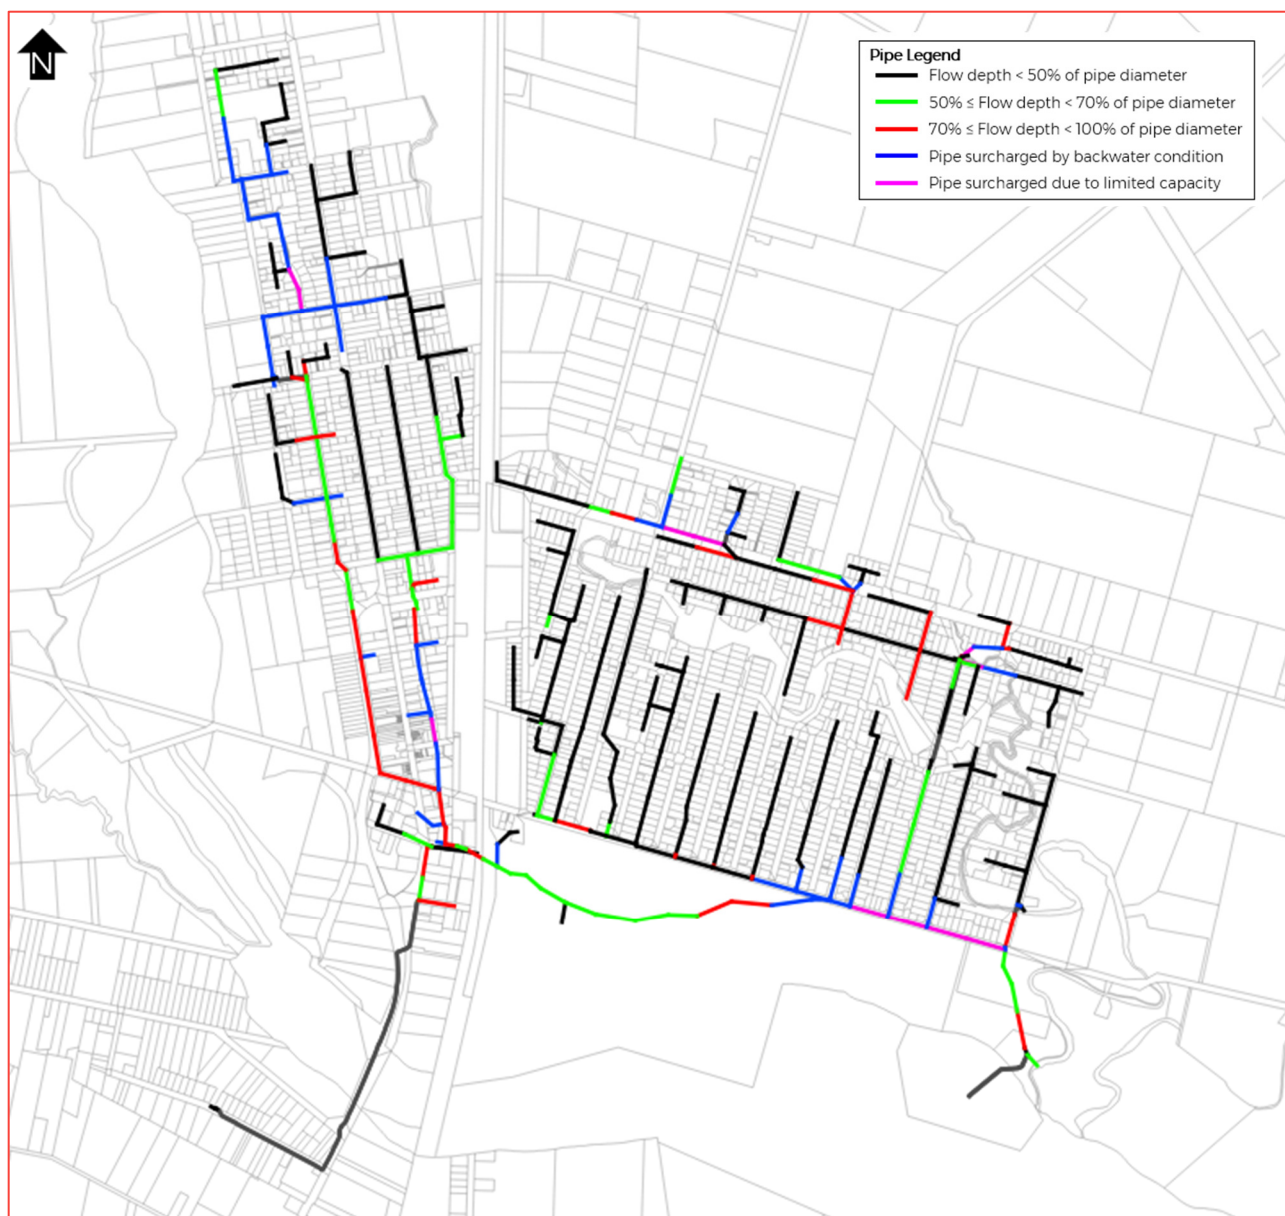 N
Pipe Legend
Flow depth < 50% of pipe diameter
50% ≤ Flow depth < 70% of pipe diameter
70% ≤ Flow depth < 100% of pipe diameter
Pipe surcharged by backwater condition
Pipe surcharged due to limited capacity